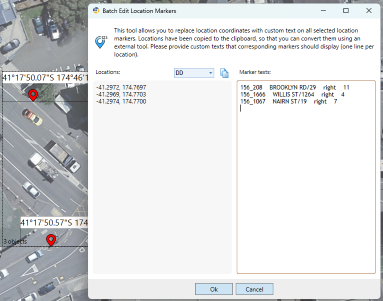 Batch Edit Location Markers
This tool allows you to replace location coordinates with custom text on all selected location
markers. Locations have been copied to the clipboard, so that you can convert them using an
external tool. Please provide custom texts that corresponding markers should display (one line per
location).
Locations:
DD
Marker texts:
-41.2972, 174.7697
-41.2969, 174.7703
-41.2974, 174.7700
156_208 BROOKLYN RD/29 right 11
156_1666 WILLIS ST/1264 right 4
156_1067 NAIRN ST/19 right 7
41°17'50.07"S 174°46'1
41°17'50.57"S 174
3 objects
Ok
Cancel